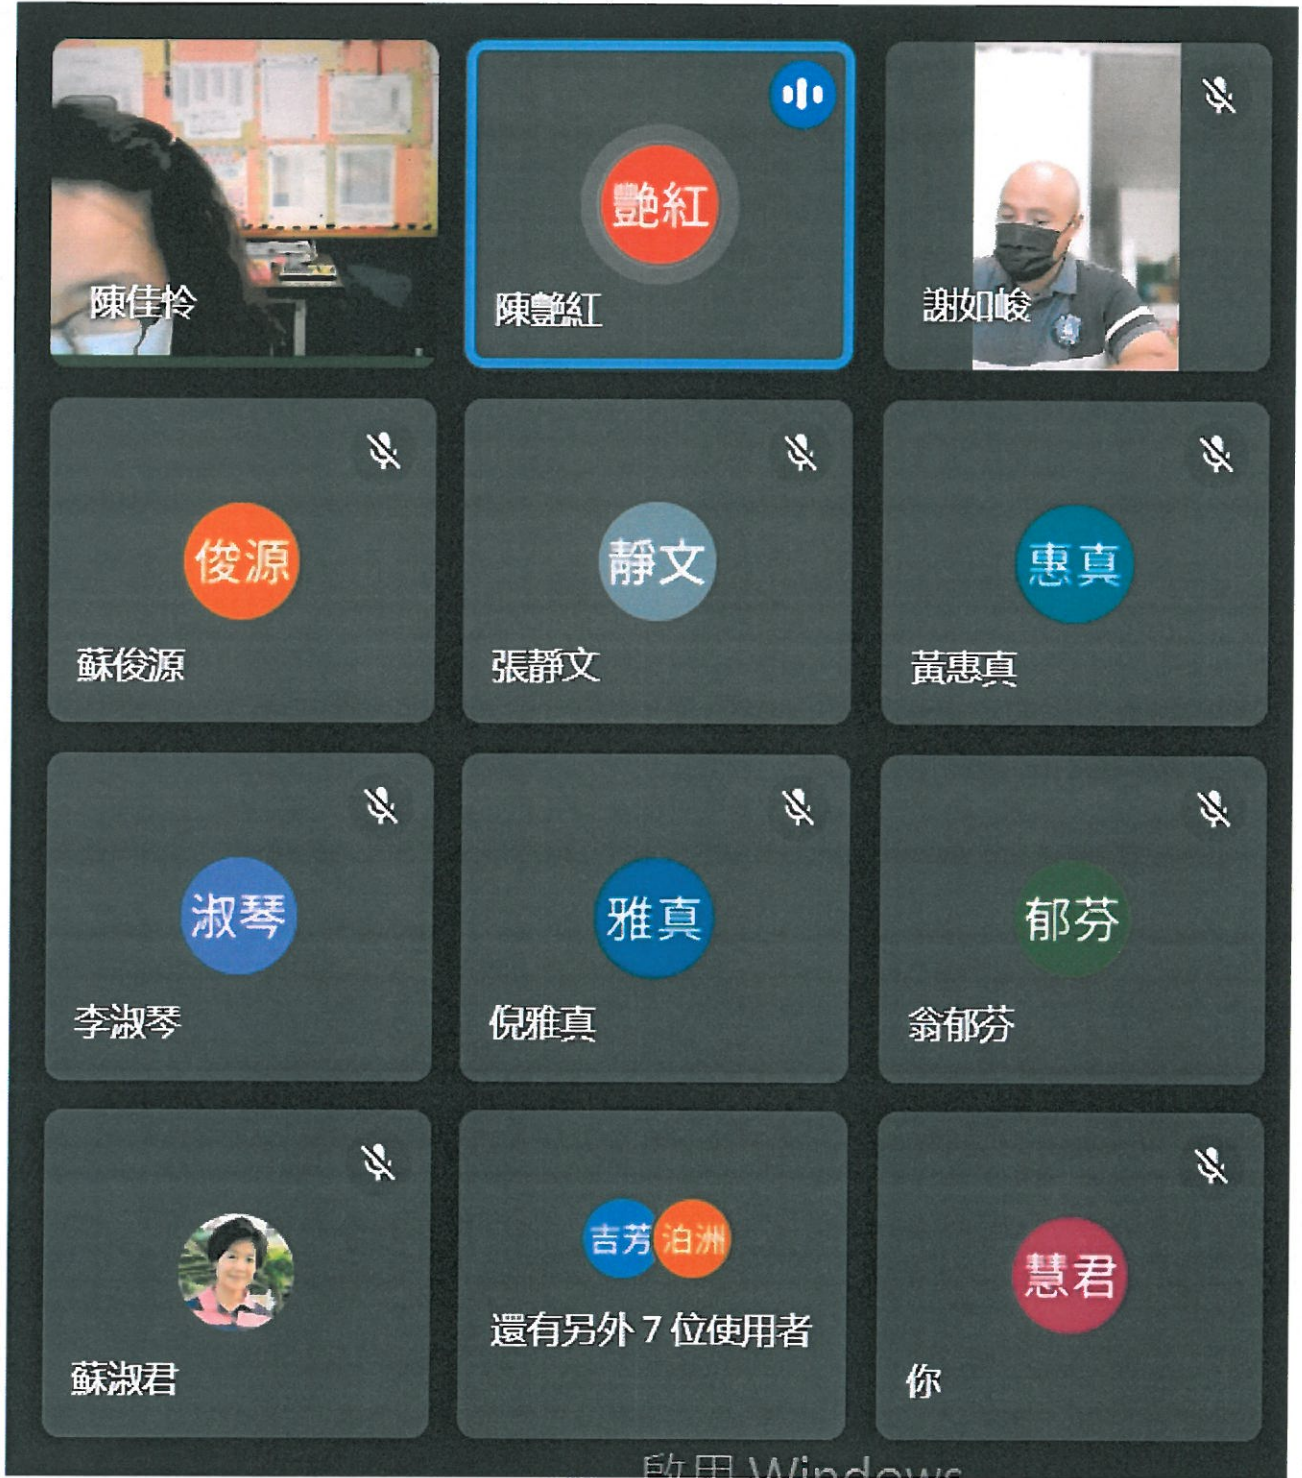 陳佳怜
艷紅
陳艷紅
謝如峻
俊源
蘇俊源
靜文
張靜文
惠真
黃惠真
淑琴
李淑琴
雅真
倪雅真
郁芬
翁郁芬
蘇淑君
吉芳 泊洲
還有另外 7 位使用者
慧君
你
啟用 Windows